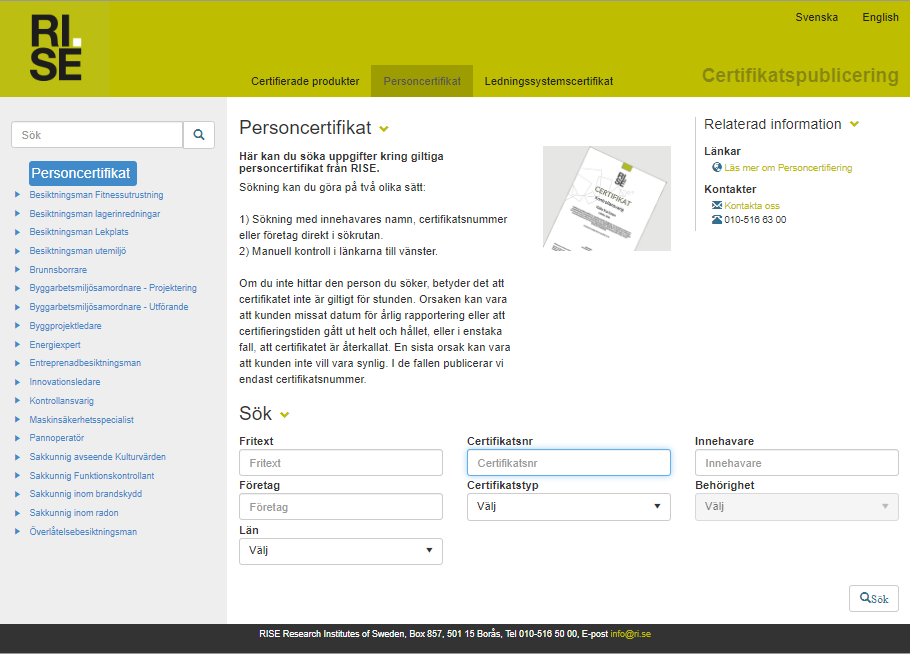 RI.
SE
Svenska English
Certifierade produkter Personcertifikat Ledningssystemscertifikat
Certifikatspublicering
Sök
Personcertifikat
Besiktningsman Fitnessutrustning
Besiktningsman lagerinredningar
Besiktningsman Lekplats
Besiktningsman utemiljö
Brunnsborrare
Byggarbetsmiljösamordnare - Projektering
Byggarbetsmiljösamordnare - Utförande
Byggprojektledare
Energiexpert
Entreprenadbesiktningsman
Innovationsledare
Kontrollansvarig
Maskinsäkerhetsspecialist
Pannoperatör
Sakkunnig avseende Kulturvärden
Sakkunnig Funktionskontrollant
Sakkunnig inom brandskydd
Sakkunnig inom radon
Överlåtelsebesiktningsman
Personcertifikat
Här kan du söka uppgifter kring giltiga
personcertifikat från RISE.
Sökning kan du göra på två olika sätt:
1) Sökning med innehavares namn, certifikatsnummer
eller företag direkt i sökrutan.
2) Manuell kontroll i länkarna till vänster.
Om du inte hittar den person du söker, betyder det att
certifikatet inte är giltigt för stunden. Orsaken kan vara
att kunden missat datum för årlig rapportering eller att
certifieringstiden gått ut helt och hållet, eller i enstaka
fall, att certifikatet är återkallat. En sista orsak kan vara
att kunden inte vill vara synlig. I de fallen publicerar vi
endast certifikatsnummer.
RI.
SE
CERTIFIKAT
Relaterad information
Länkar
Läs mer om Personcertifiering
Kontakter
Kontakta oss
010-516 63 00
Sök
Fritext Certifikatsnr Innehavare
Fritext Certifikatsnr Innehavare
Företag Certifikatstyp Behörighet
Företag Välj Välj
Län
Välj
Sök
RISE Research Institutes of Sweden, Box 857, 501 15 Borås, Tel 010-516 50 00, E-post info@ri.se